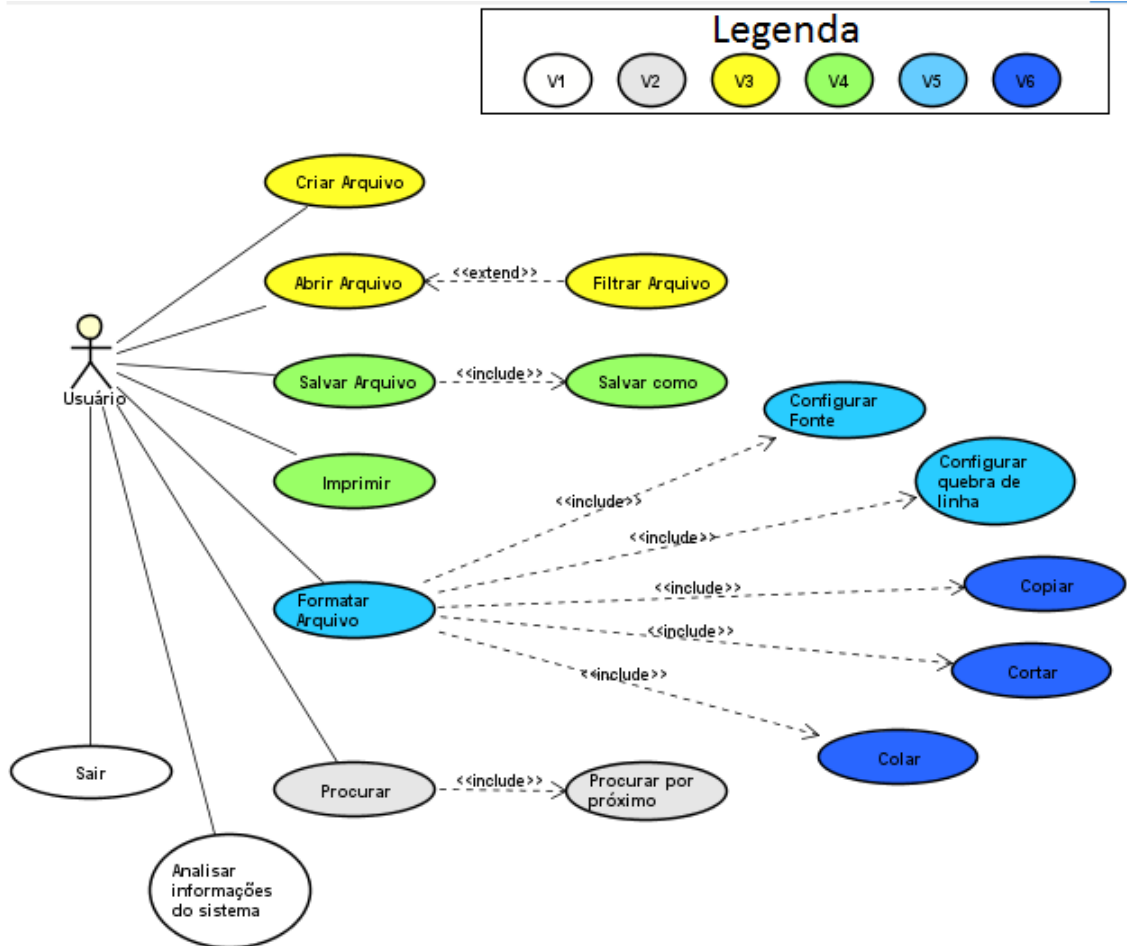 Legenda
V1 V2 V3 V4 V5 V6
Criar Arquivo
Abrir Arquivo
<<extend>>
Filtrar Arquivo
Usuário
Salvar Arquivo
<<include>>
Salvar como
Configurar
Fonte
Imprimir
<<include>>
Configurar
quebra de
linha
<<include>>
Formatar
Arquivo
<<include>>
Copiar
<<include>>
Cortar
<<include>>
Colar
Sair
Procurar
<<include>>
Procurar por
próximo
Analisar
informações
do sistema